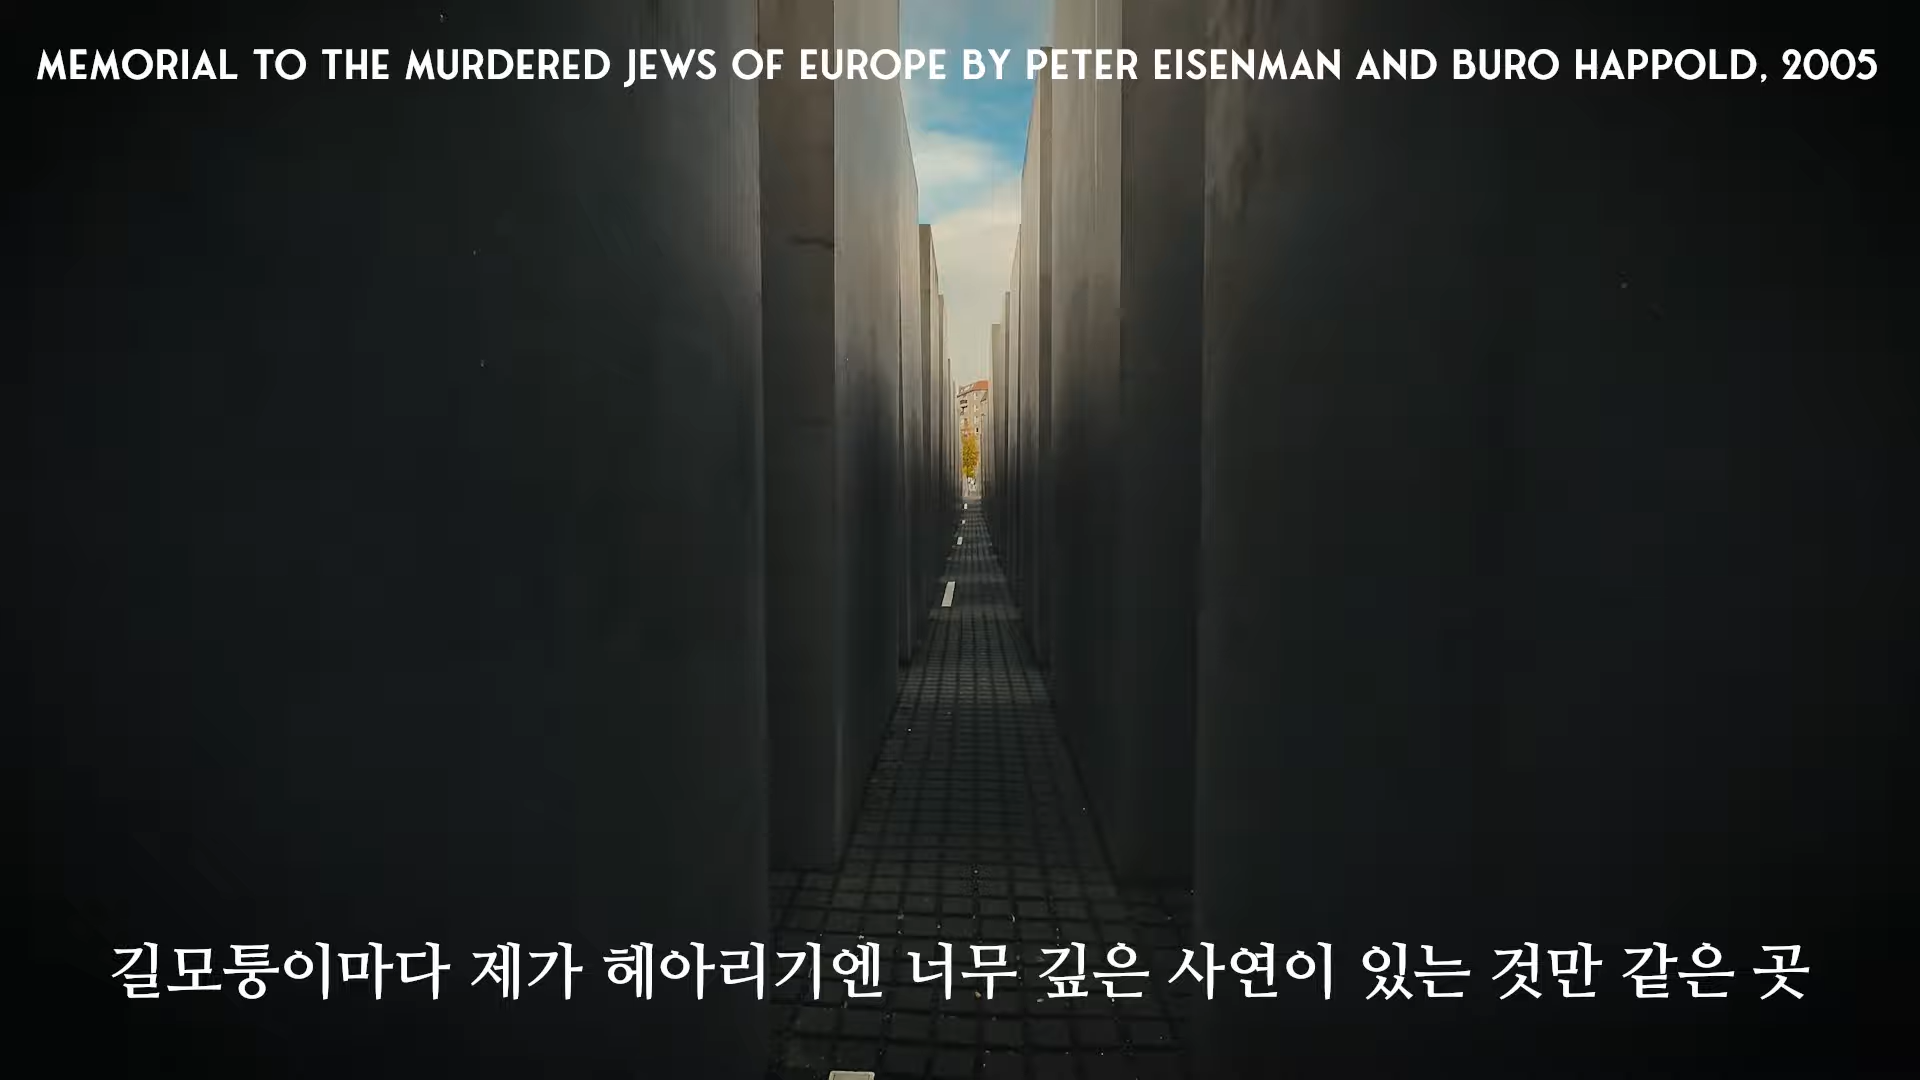 MEMORIAL TO THE MURDERED JEWS OF EUROPE BY PETER EISENMAN AND BURO HAPPOLD, 2005
길모퉁이마다 제가 헤아리기엔 너무 깊은 사연이 있는 것만 같은 곳